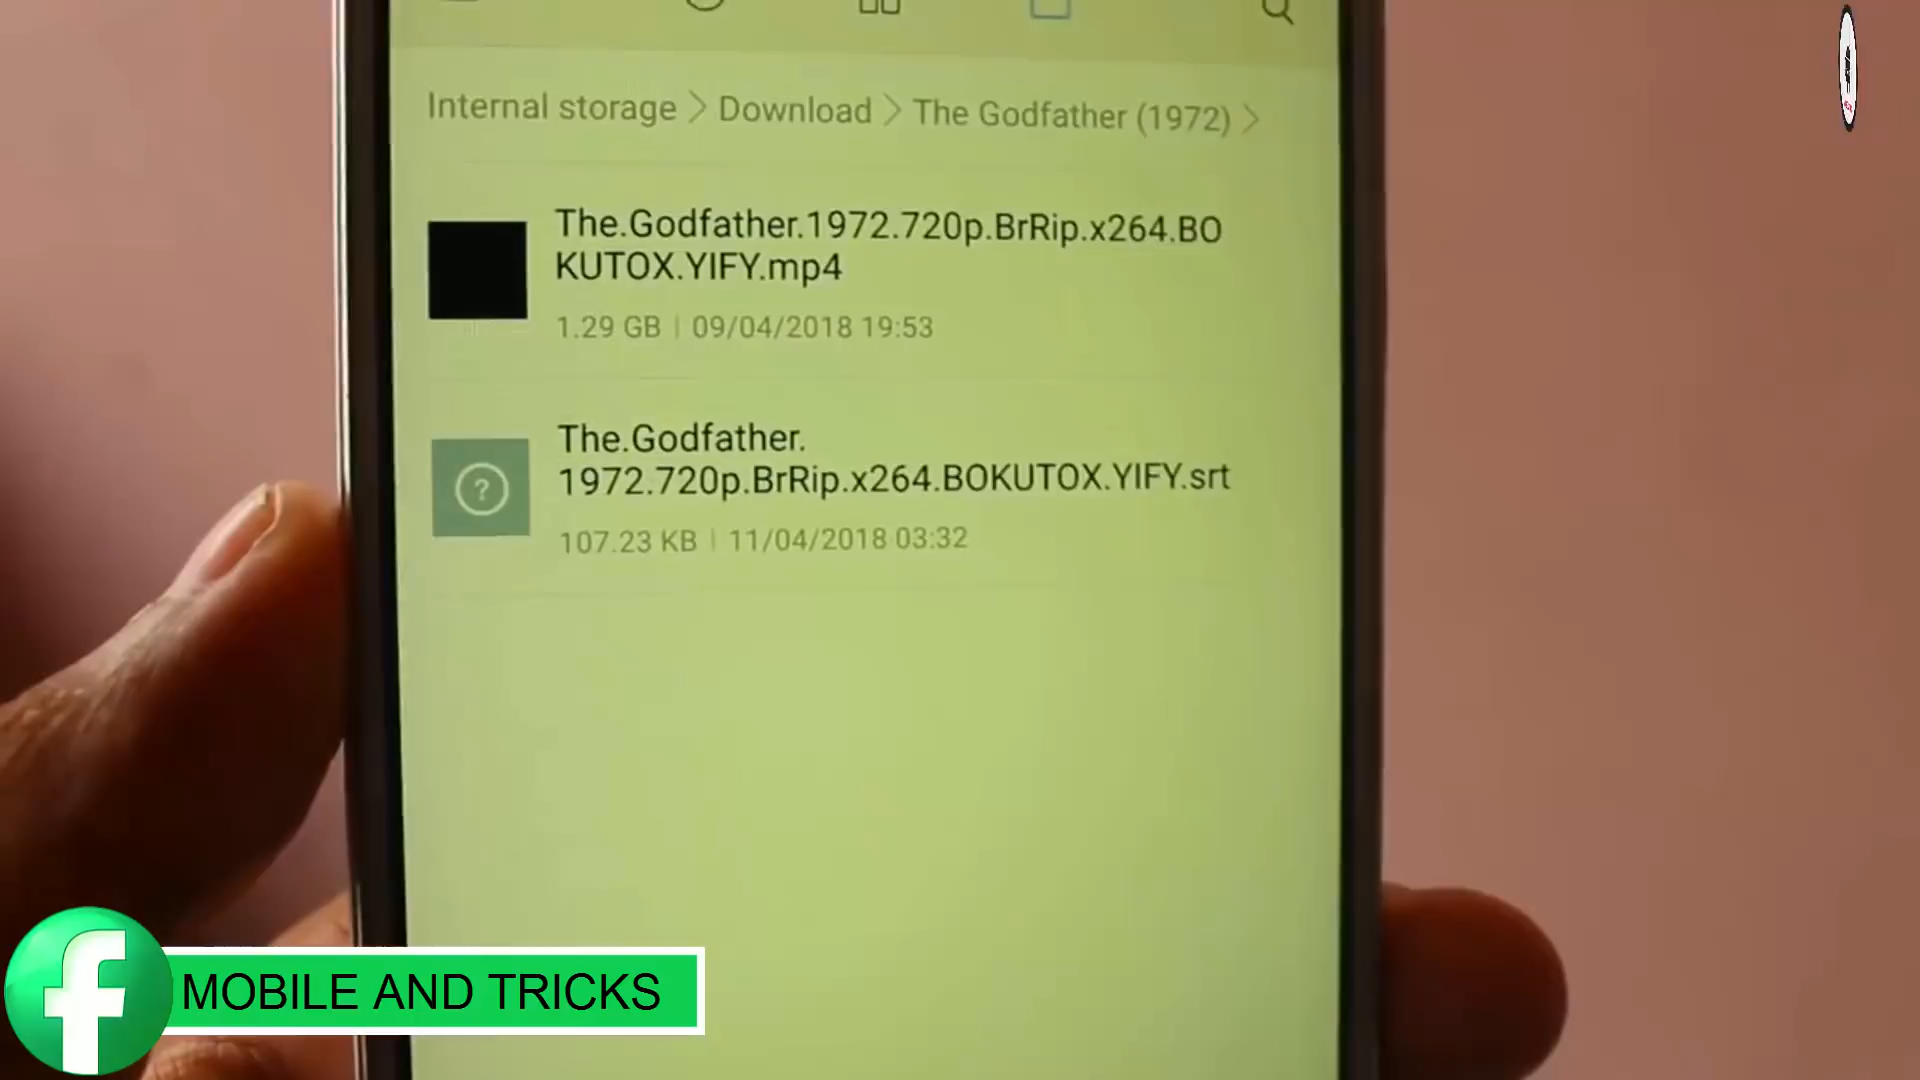 Internal storage > Download > The Godfather (1972) >
The.Godfather.1972.720p.BrRip.x264.BO
KUTOX.YIFY.mp4
1.29 GB | 09/04/2018 19:53
The.Godfather.
1972.720p.BrRip.x264.BOKUTOX.YIFY.srt
107.23 KB | 11/04/2018 03:32
f MOBILE AND TRICKS